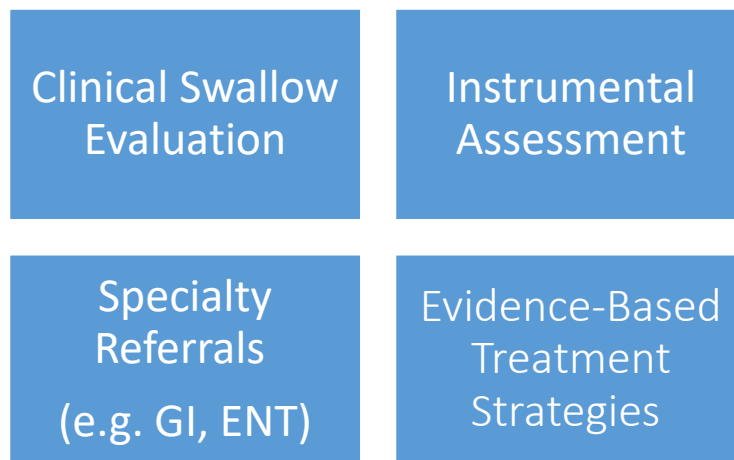 Clinical Swallow
Evaluation
Instrumental
Assessment
Specialty
Referrals
(e.g. GI, ENT)
Evidence-Based
Treatment
Strategies